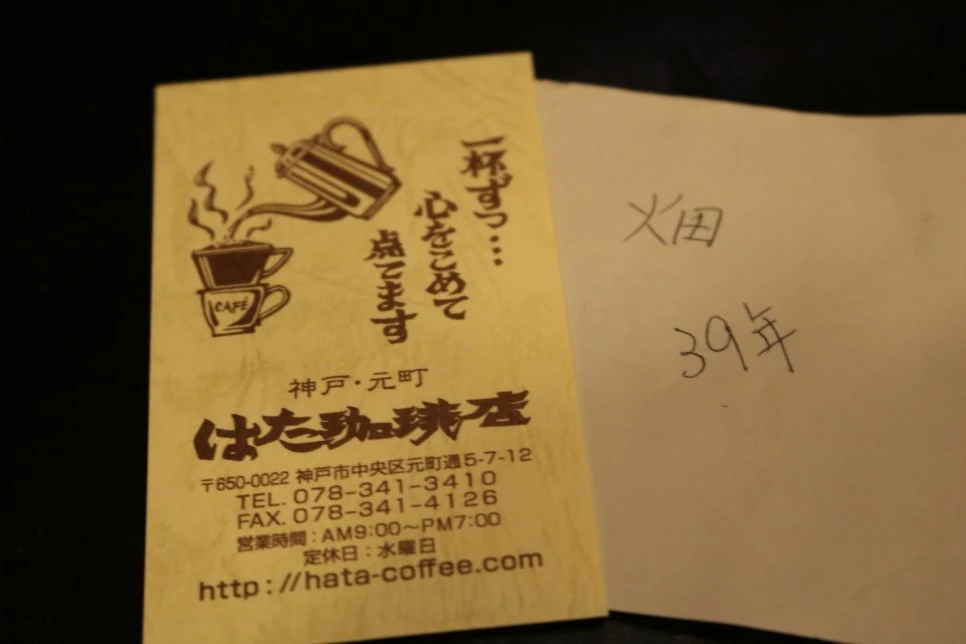 一杯ずつ…
心をこめて
点てます
CAFÉ
神戸・元町
はた珈琲店
〒650-0022 神戸市中央区元町通5-7-12
TEL. 078-341-3410
FAX. 078-341-4126
営業時間：AM9:00～PM7:00
定休日：水曜日
http://hata-coffee.com
畑
39年